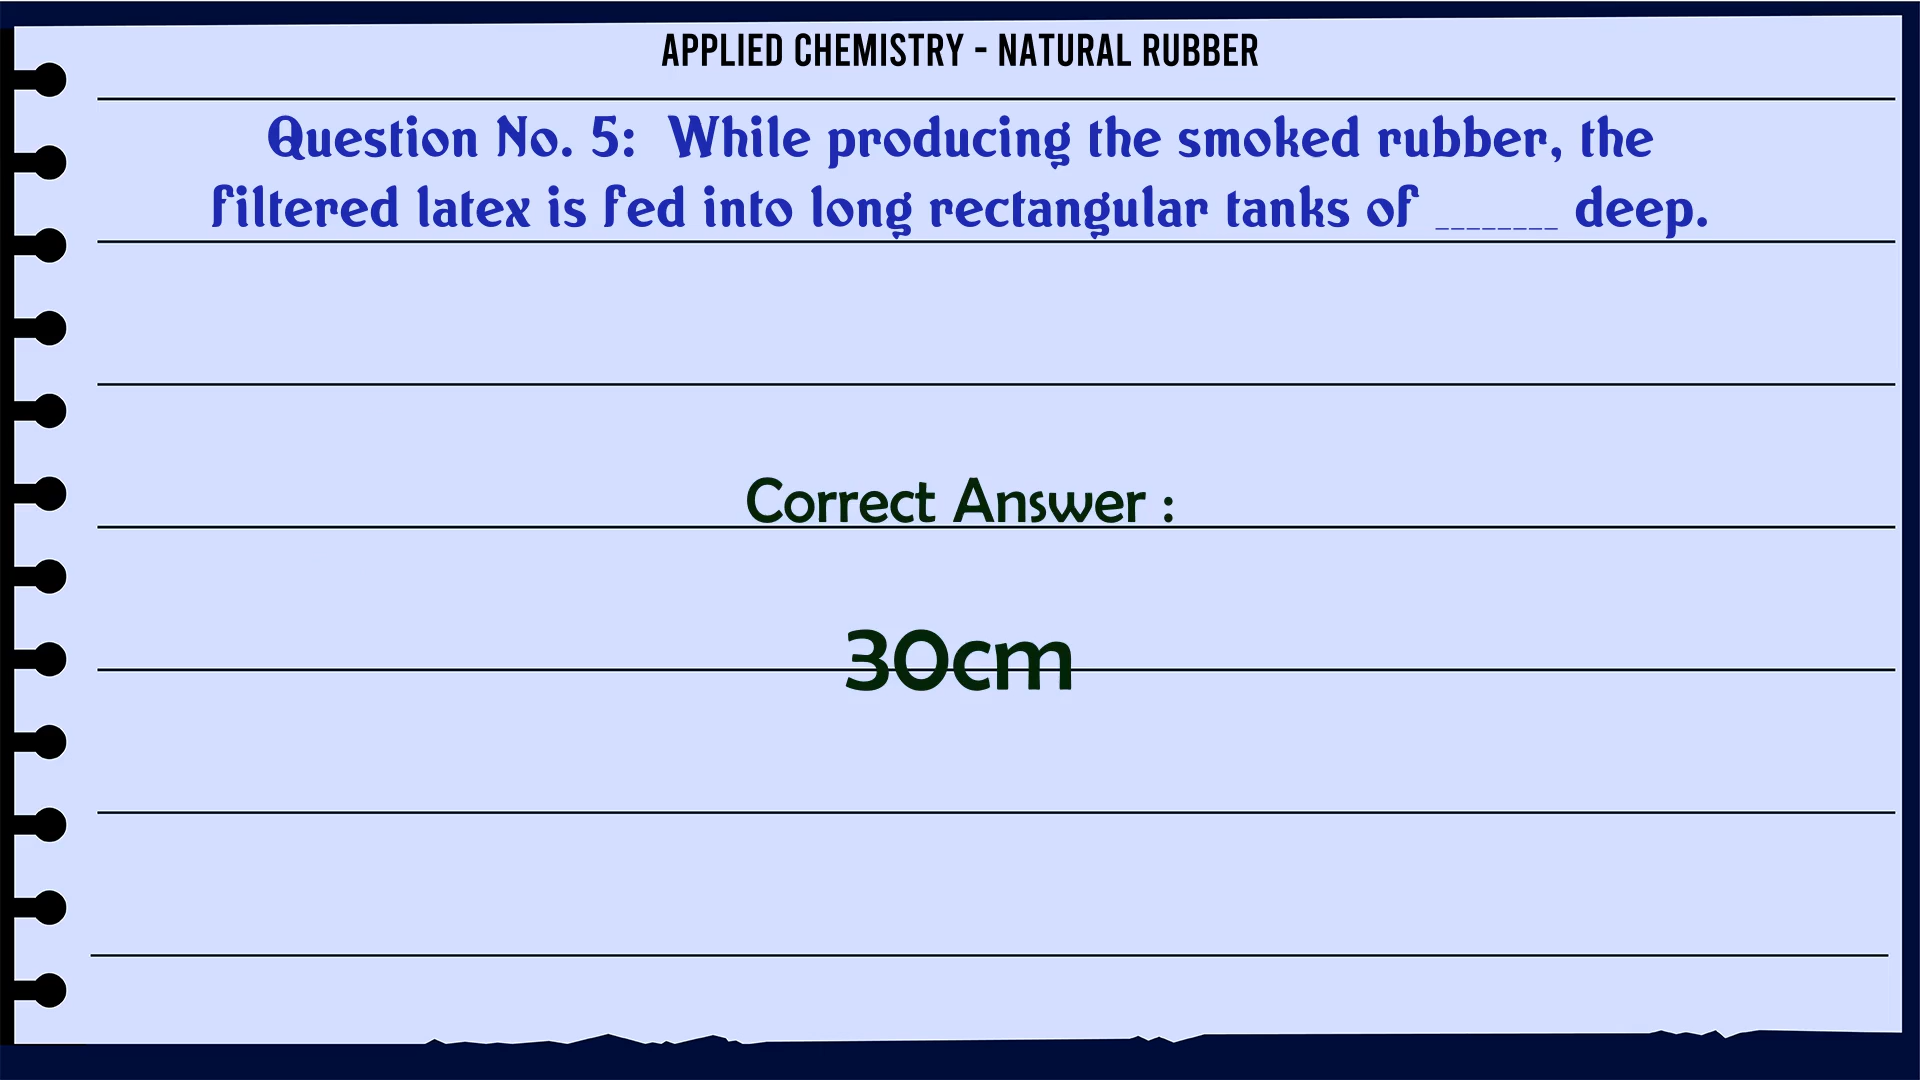 APPLIED CHEMISTRY - NATURAL RUBBER
Question No. 5:  While producing the smoked rubber, the
filtered latex is fed into long rectangular tanks of ________ deep.
Correct Answer :
30cm